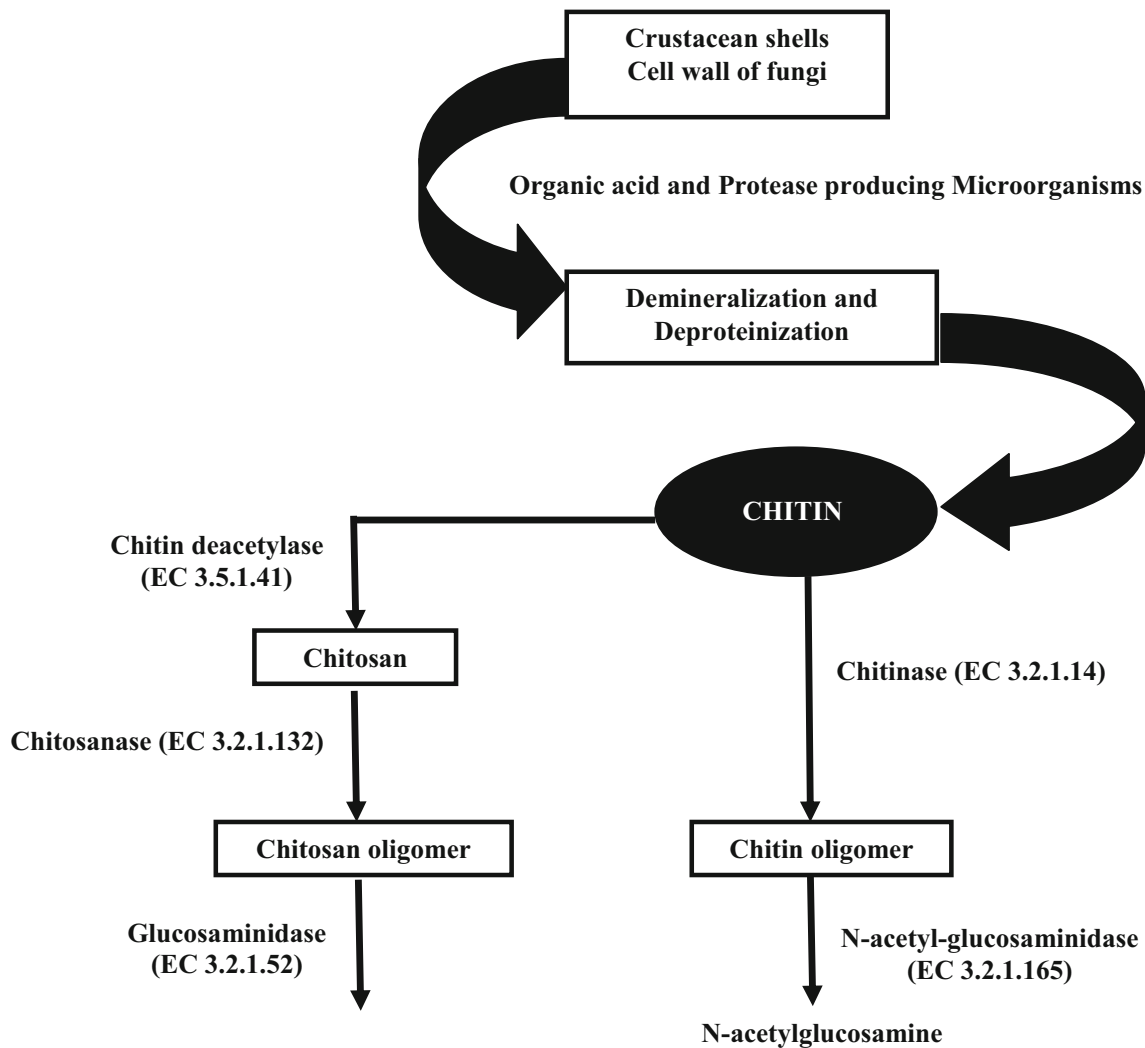 Crustacean shells
Cell wall of fungi
Organic acid and Protease producing Microorganisms
Demineralization and
Deproteinization
CHITIN
Chitin deacetylase
(EC 3.5.1.41)
Chitosan
Chitinase (EC 3.2.1.14)
Chitosanase (EC 3.2.1.132)
Chitosan oligomer
Chitin oligomer
Glucosaminidase
(EC 3.2.1.52)
N-acetyl-glucosaminidase
(EC 3.2.1.165)
N-acetylglucosamine